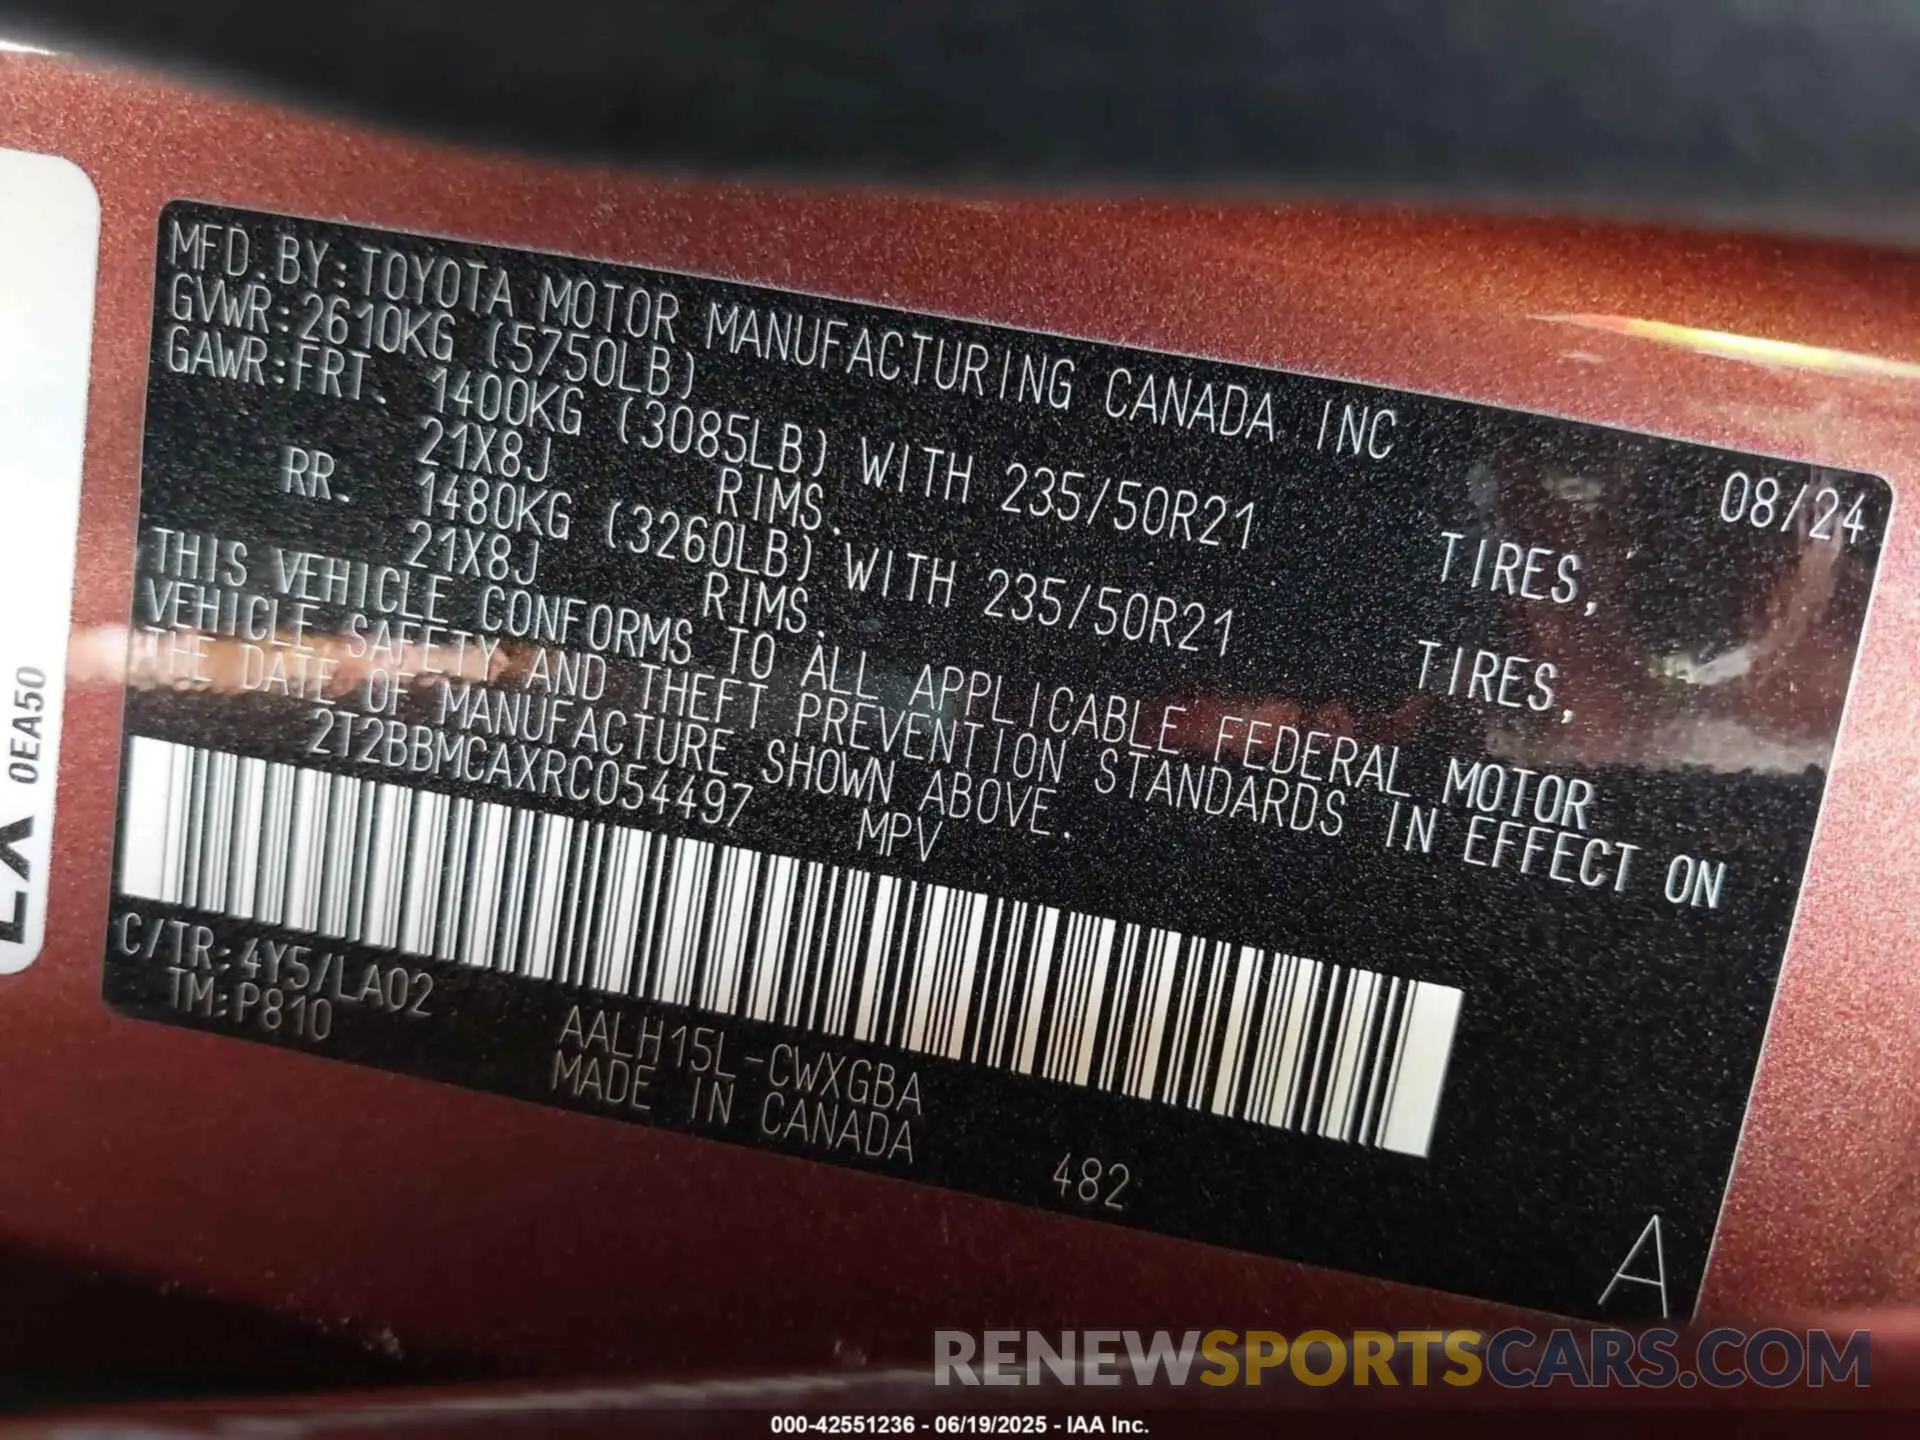 MFD. BY: TOYOTA MOTOR MANUFACTURING CANADA INC 08/24
GVWR: 2610KG (5750LB)
GAWR: FRT. 1400KG (3085LB) WITH 235/50R21 TIRES,
21X8J RIMS.
RR. 1480KG (3260LB) WITH 235/50R21 TIRES,
21X8J RIMS.
THIS VEHICLE CONFORMS TO ALL APPLICABLE FEDERAL MOTOR
VEHICLE SAFETY AND THEFT PREVENTION STANDARDS IN EFFECT ON
THE DATE OF MANUFACTURE SHOWN ABOVE.
2T2BBMCAXRC054497 MPV
C/TR: 4Y5/LA02
TM: P810
AALH15L-CWXGBA
MADE IN CANADA
482
A
0EA50
RENEWSPORTSCARS.COM
000-42551236 - 06/19/2025 - IAA Inc.